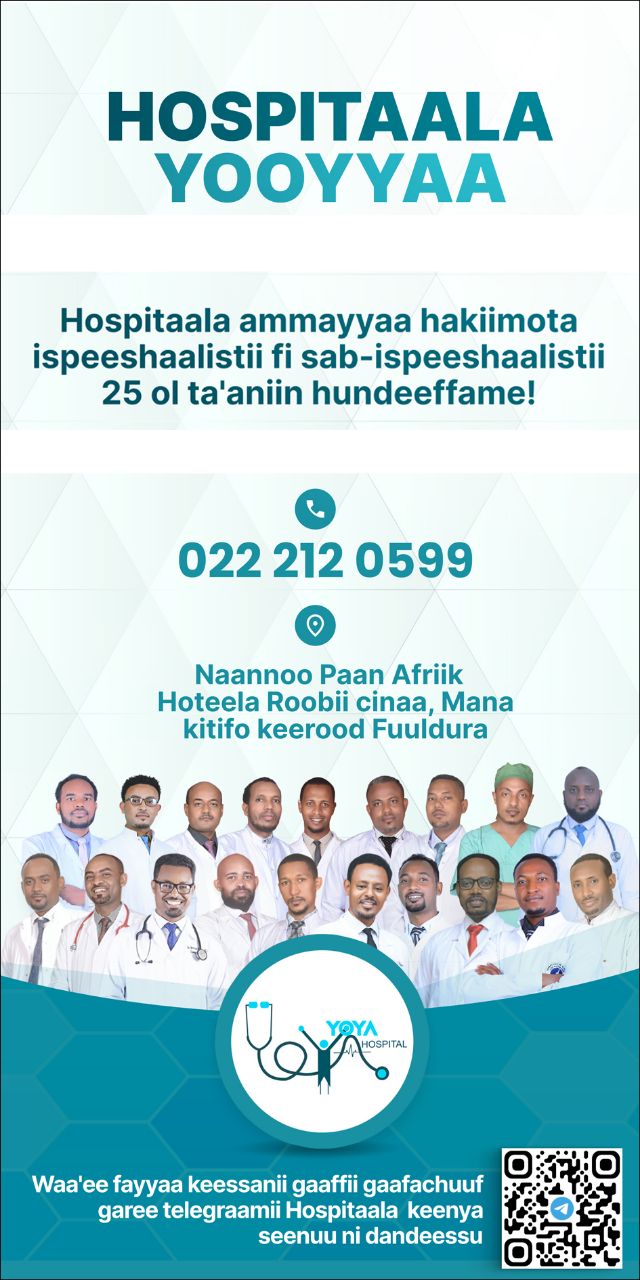 HOSPITAALA
YOOYYAA
Hospitaala ammayyaa hakiimota
ispeeshaalistii fi sab-ispeeshaalistii
25 ol ta'aniin hundeeffame!
022 212 0599
Naannoo Paan Afriik
Hoteela Roobii cinaa, Mana
kitifo keerood Fuuldura
YOYA
HOSPITAL
Waa'ee fayyaa keessanii gaaffii gaafachuuf
garee telegraamii Hospitaala keenya
seenuu ni dandeessu